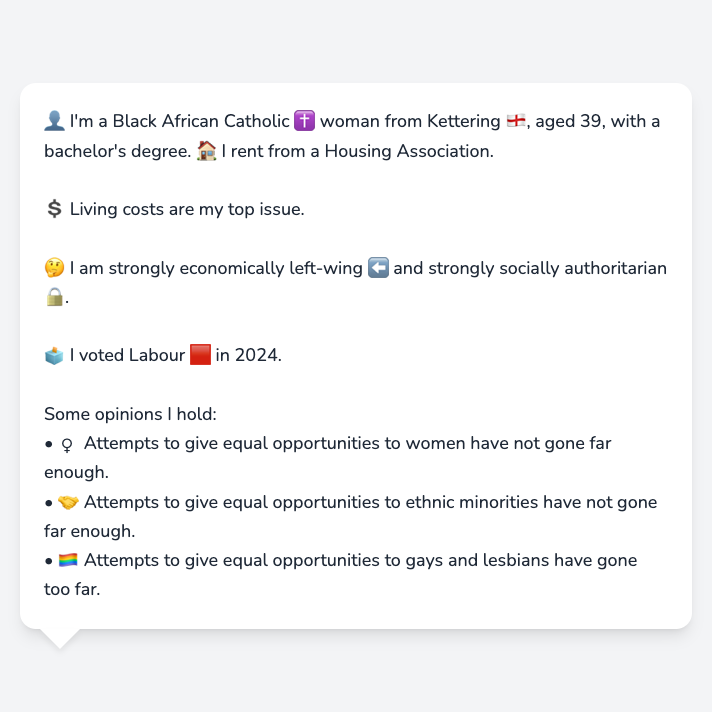 👤 I'm a Black African Catholic ✝️ woman from Kettering 🏴󠁧󠁢󠁥󠁮󠁧󠁿, aged 39, with a
bachelor's degree. 🏠 I rent from a Housing Association.
💲 Living costs are my top issue.
🤔 I am strongly economically left-wing ⬅️ and strongly socially authoritarian
🔒.
🗳️ I voted Labour 🟥 in 2024.
Some opinions I hold:
• ♀️ Attempts to give equal opportunities to women have not gone far
enough.
• 🤝 Attempts to give equal opportunities to ethnic minorities have not gone
far enough.
• 🏳️‍🌈 Attempts to give equal opportunities to gays and lesbians have gone
too far.